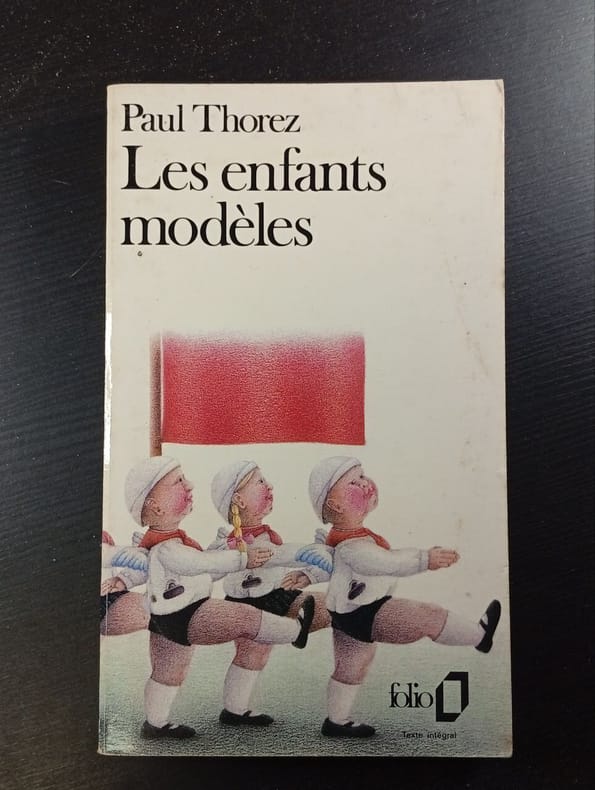 Paul Thorez
Les enfants
modèles
folio
Texte intégral